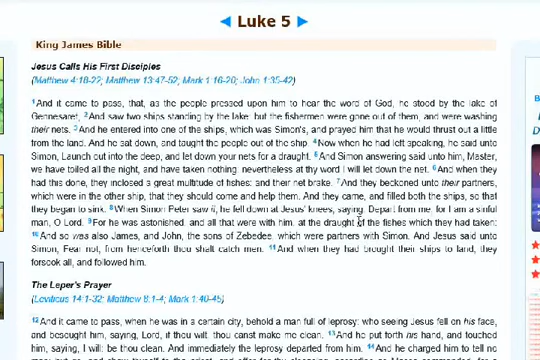 ◄ Luke 5 ►
King James Bible
Jesus Calls His First Disciples
(Matthew 4:18-22; Matthew 13:47-52; Mark 1:16-20; John 1:35-42)
1And it came to pass, that, as the people pressed upon him to hear the word of God, he stood by the lake of
Gennesaret, 2And saw two ships standing by the lake: but the fishermen were gone out of them, and were washing
their nets. 3And he entered into one of the ships, which was Simon's, and prayed him that he would thrust out a little
from the land. And he sat down, and taught the people out of the ship. 4Now when he had left speaking, he said unto
Simon, Launch out into the deep, and let down your nets for a draught. 5And Simon answering said unto him, Master,
we have toiled all the night, and have taken nothing: nevertheless at thy word I will let down the net. 6And when they
had this done, they inclosed a great multitude of fishes: and their net brake. 7And they beckoned unto their partners,
which were in the other ship, that they should come and help them. And they came, and filled both the ships, so that
they began to sink. 8When Simon Peter saw it, he fell down at Jesus' knees, saying, Depart from me; for I am a sinful
man, O Lord. 9For he was astonished, and all that were with him, at the draught of the fishes which they had taken:
10And so was also James, and John, the sons of Zebedee, which were partners with Simon. And Jesus said unto
Simon, Fear not; from henceforth thou shalt catch men. 11And when they had brought their ships to land, they
forsook all, and followed him.
The Leper's Prayer
(Leviticus 14:1-32; Matthew 8:1-4; Mark 1:40-45)
12And it came to pass, when he was in a certain city, behold a man full of leprosy: who seeing Jesus fell on his face,
and besought him, saying, Lord, if thou wilt, thou canst make me clean. 13And he put forth his hand, and touched
him, saying, I will: be thou clean. And immediately the leprosy departed from him. 14And he charged him to tell no